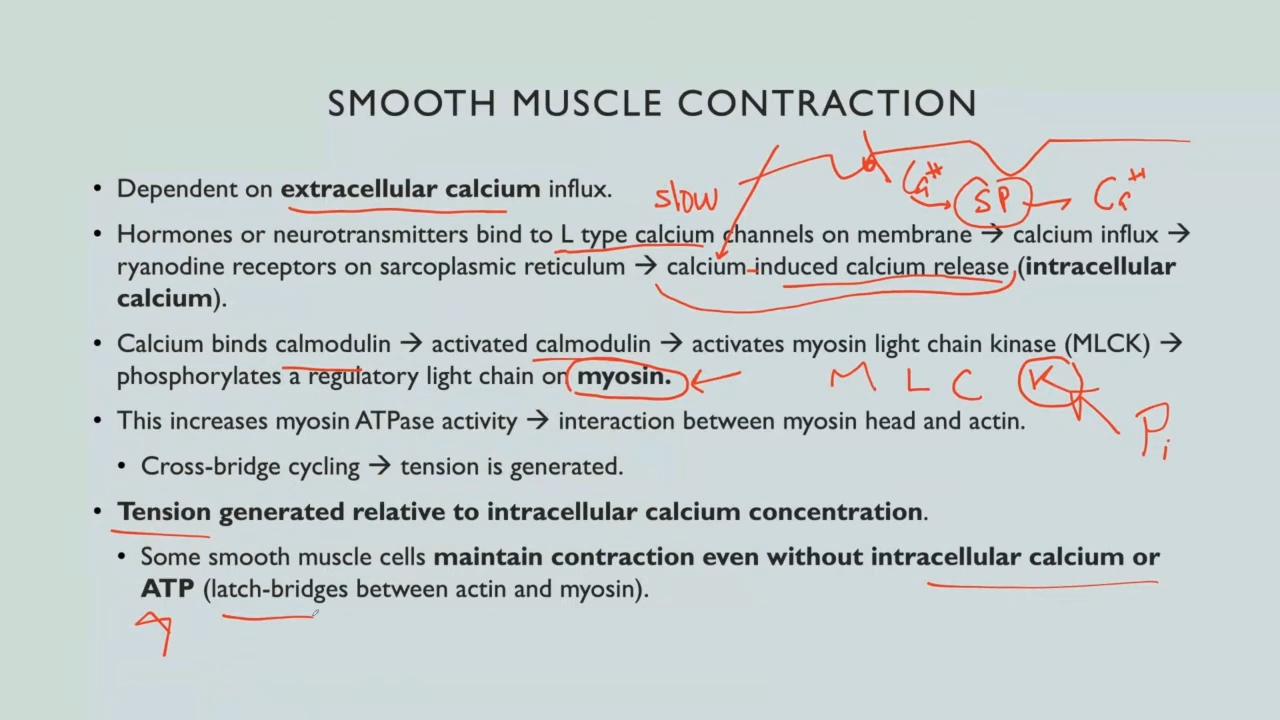 SMOOTH MUSCLE CONTRACTION
• Dependent on extracellular calcium influx.
slow
Ca++
SP
Ca++
• Hormones or neurotransmitters bind to L type calcium channels on membrane → calcium influx →
ryanodine receptors on sarcoplasmic reticulum → calcium-induced calcium release (intracellular
calcium).
• Calcium binds calmodulin → activated calmodulin → activates myosin light chain kinase (MLCK) →
phosphorylates a regulatory light chain on myosin.
M L C K
Pi
• This increases myosin ATPase activity → interaction between myosin head and actin.
• Cross-bridge cycling → tension is generated.
• Tension generated relative to intracellular calcium concentration.
• Some smooth muscle cells maintain contraction even without intracellular calcium or
ATP (latch-bridges between actin and myosin).